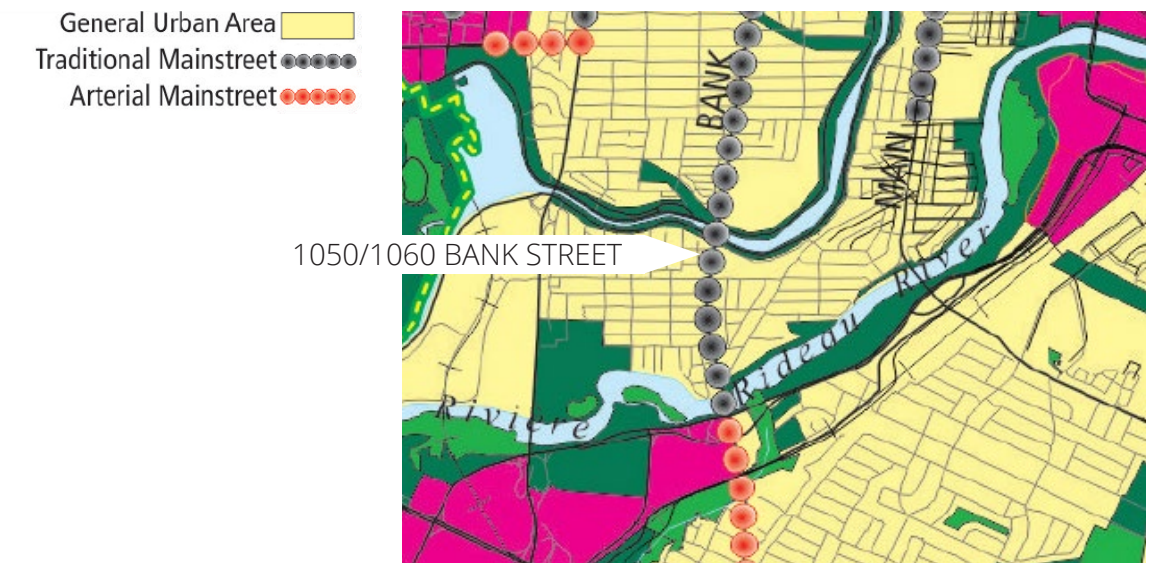 General Urban Area
Traditional Mainstreet
Arterial Mainstreet
BANK
MAIN
1050/1060 BANK STREET
Rideau River
Rivière